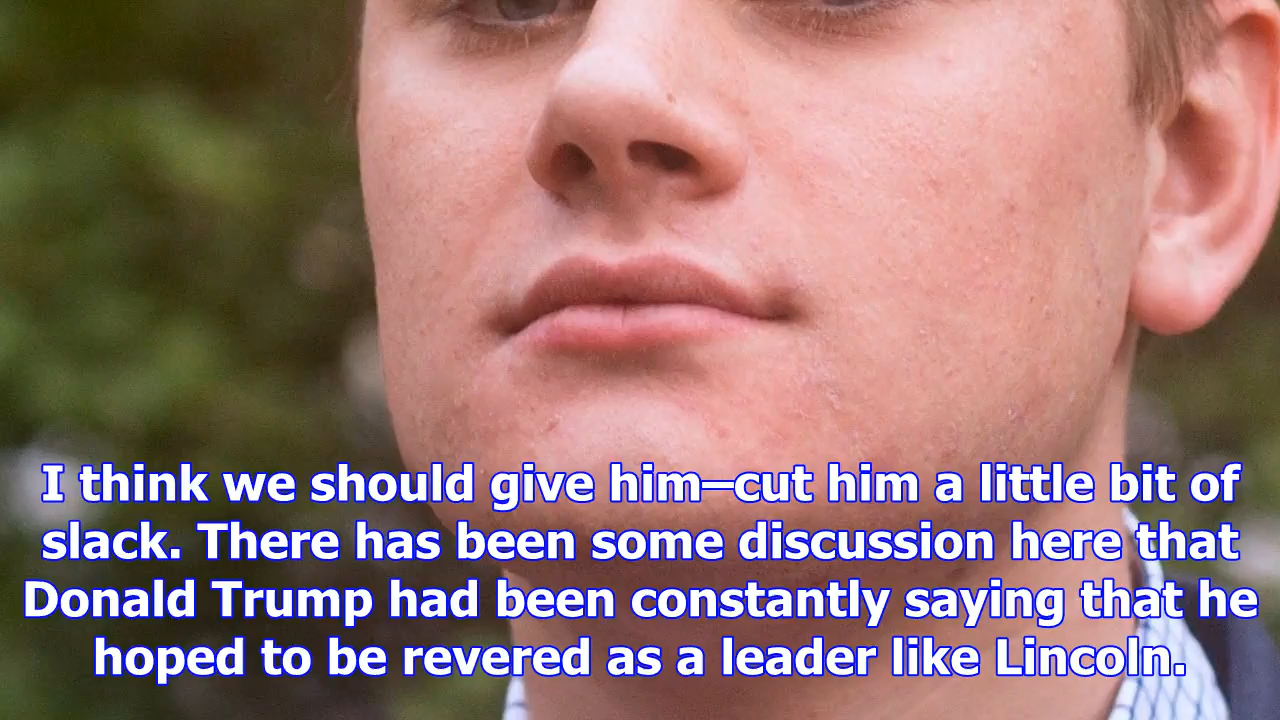 I think we should give him—cut him a little bit of
slack. There has been some discussion here that
Donald Trump had been constantly saying that he
hoped to be revered as a leader like Lincoln.